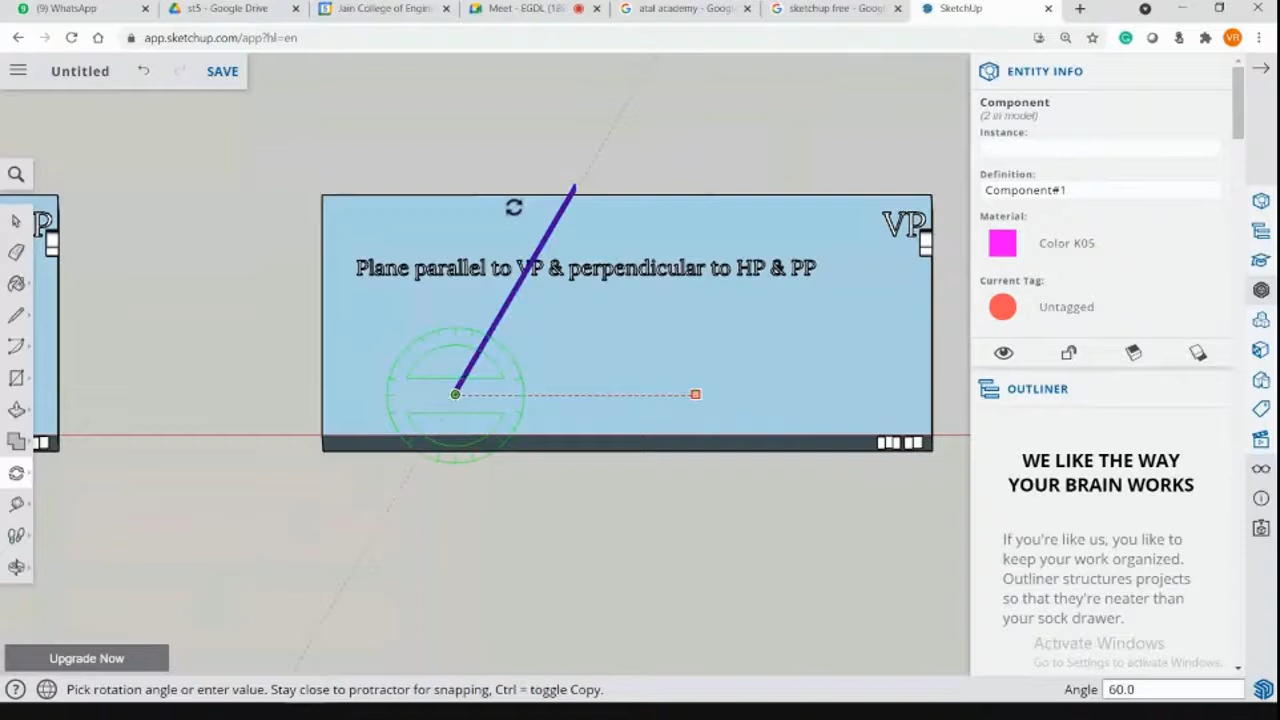 (9) WhatsApp
st5 - Google Drive
Jain College of Engin
Meet - EGDL (18
atal academy - Goog
sketchup free - Goog
SketchUp
app.sketchup.com/app?hl=en
VR
Untitled
SAVE
ENTITY INFO
Component
(2 in model)
Instance:
Definition:
Component#1
Material:
Color K05
Current Tag:
Untagged
P
VP
Plane parallel to VP & perpendicular to HP & PP
OUTLINER
WE LIKE THE WAY
YOUR BRAIN WORKS
If you're like us, you like to
keep your work organized.
Outliner structures projects
so that they're neater than
your sock drawer.
Activate Windows
Go to Settings to activate Windows.
Upgrade Now
Pick rotation angle or enter value. Stay close to protractor for snapping, Ctrl = toggle Copy.
Angle 60.0